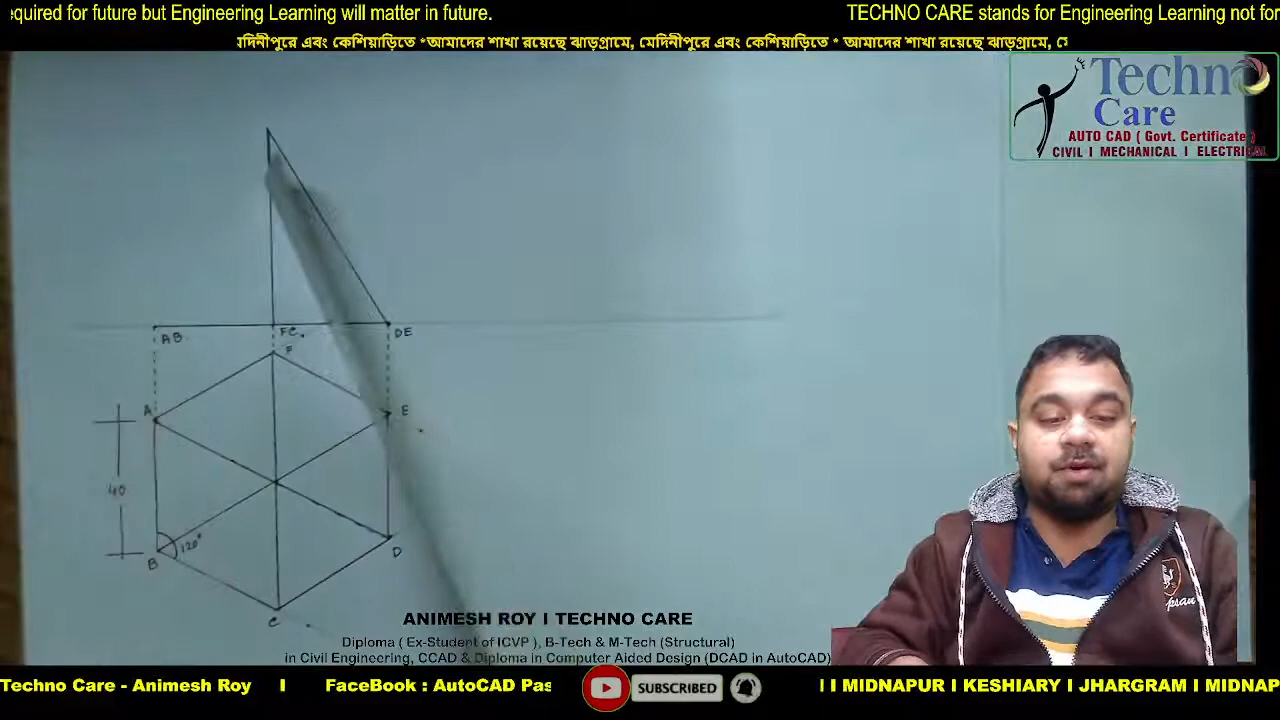 equired for future but Engineering Learning will matter in future.
TECHNO CARE stands for Engineering Learning not for
মেদিনীপুরে এবং কেশিয়াড়িতে *আমাদের শাখা রয়েছে ঝাড়গ্রামে, মেদিনীপুরে এবং কেশিয়াড়িতে * আমাদের শাখা রয়েছে ঝাড়গ্রামে, মে
Techno
Care
AUTO CAD ( Govt. Certificate )
CIVIL I MECHANICAL I ELECTRICAL
AB
FC
DE
F
A
E
40
B
120°
D
C
ANIMESH ROY I TECHNO CARE
Diploma ( Ex-Student of ICVP ), B-Tech & M-Tech (Structural)
in Civil Engineering, CCAD & Diploma in Computer Aided Design (DCAD in AutoCAD)
Techno Care - Animesh Roy I FaceBook : AutoCAD Pas
SUBSCRIBED
I I MIDNAPUR I KESHIARY I JHARGRAM I MIDNAP